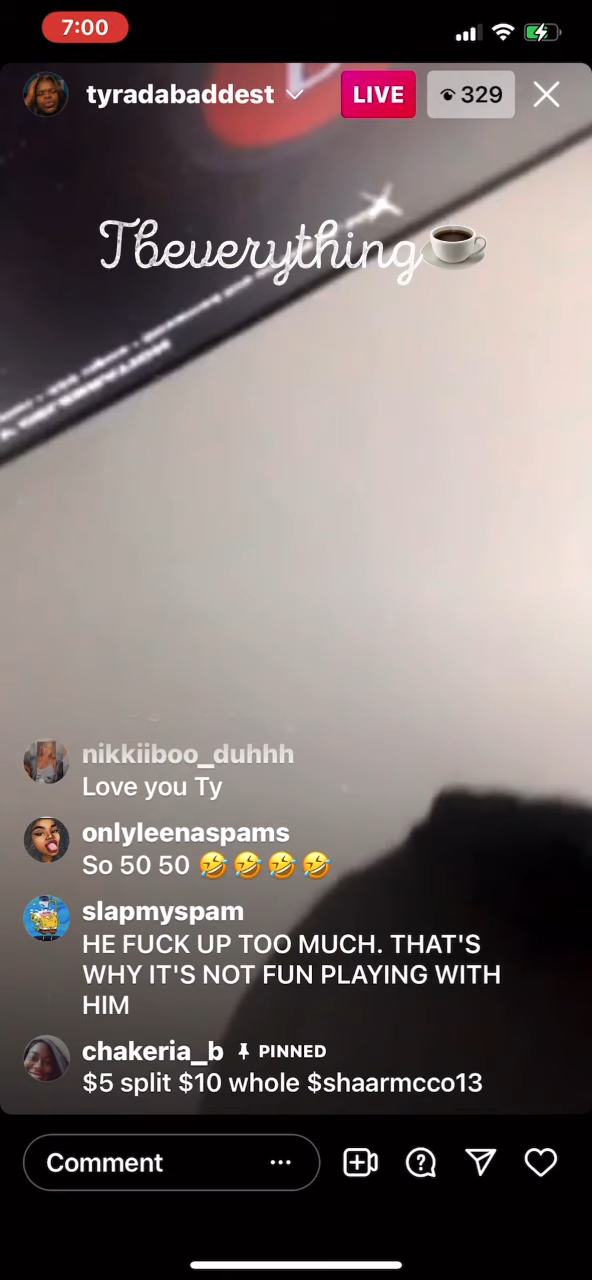 7:00
tyradabaddest
LIVE
329
Tbeverything☕
nikkiiboo_duhhh
Love you Ty
onlyleenaspams
So 50 50 🤣🤣🤣🤣
slapmyspam
HE FUCK UP TOO MUCH. THAT'S
WHY IT'S NOT FUN PLAYING WITH
HIM
chakeria_b PINNED
$5 split $10 whole $shaarmcco13
Comment